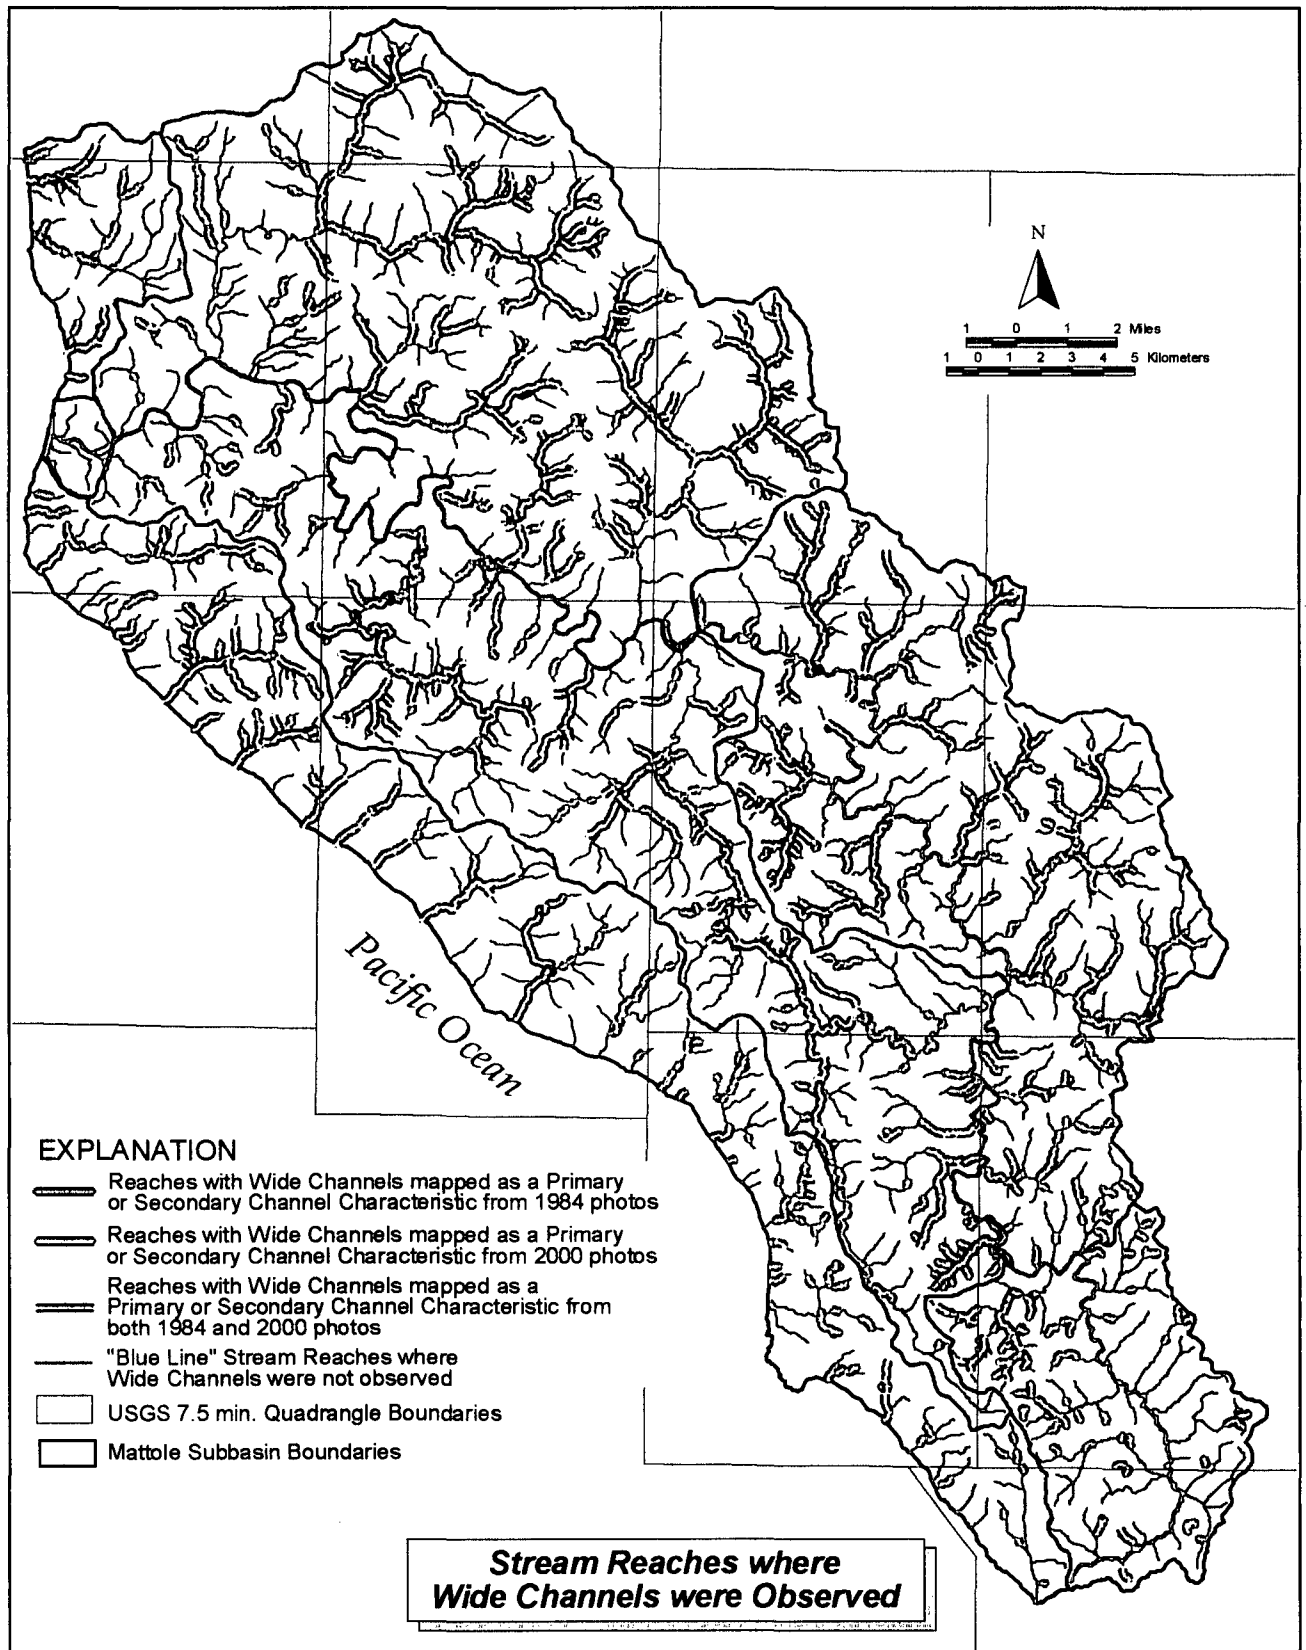 N
1 0 1 2 Miles
1 0 1 2 3 4 5 Kilometers
Pacific Ocean
EXPLANATION
Reaches with Wide Channels mapped as a Primary
or Secondary Channel Characteristic from 1984 photos
Reaches with Wide Channels mapped as a Primary
or Secondary Channel Characteristic from 2000 photos
Reaches with Wide Channels mapped as a
Primary or Secondary Channel Characteristic from
both 1984 and 2000 photos
"Blue Line" Stream Reaches where
Wide Channels were not observed
USGS 7.5 min. Quadrangle Boundaries
Mattole Subbasin Boundaries
Stream Reaches where
Wide Channels were Observed